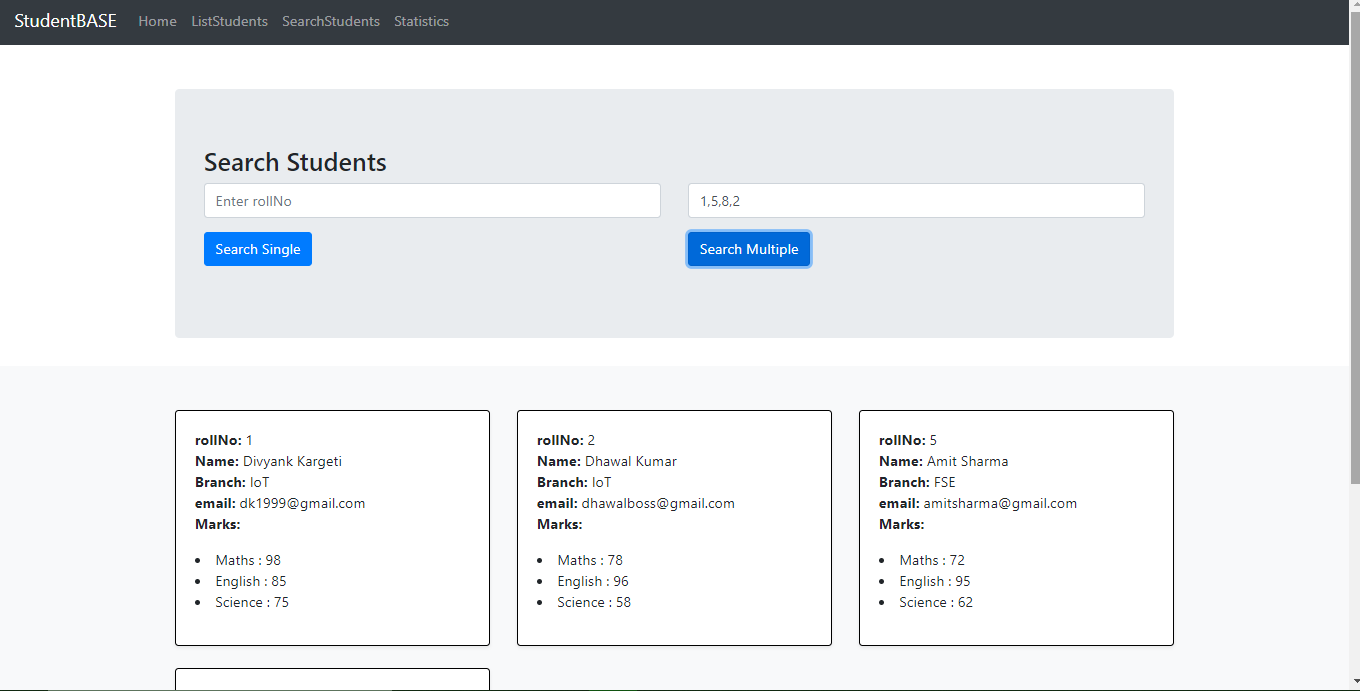 StudentBASE Home ListStudents SearchStudents Statistics
Search Students
Enter rollNo 1,5,8,2
Search Single Search Multiple
rollNo: 1
Name: Divyank Kargeti
Branch: IoT
email: dk1999@gmail.com
Marks:
• Maths : 98
• English : 85
• Science : 75
rollNo: 2
Name: Dhawal Kumar
Branch: IoT
email: dhawalboss@gmail.com
Marks:
• Maths : 78
• English : 96
• Science : 58
rollNo: 5
Name: Amit Sharma
Branch: FSE
email: amitsharma@gmail.com
Marks:
• Maths : 72
• English : 95
• Science : 62